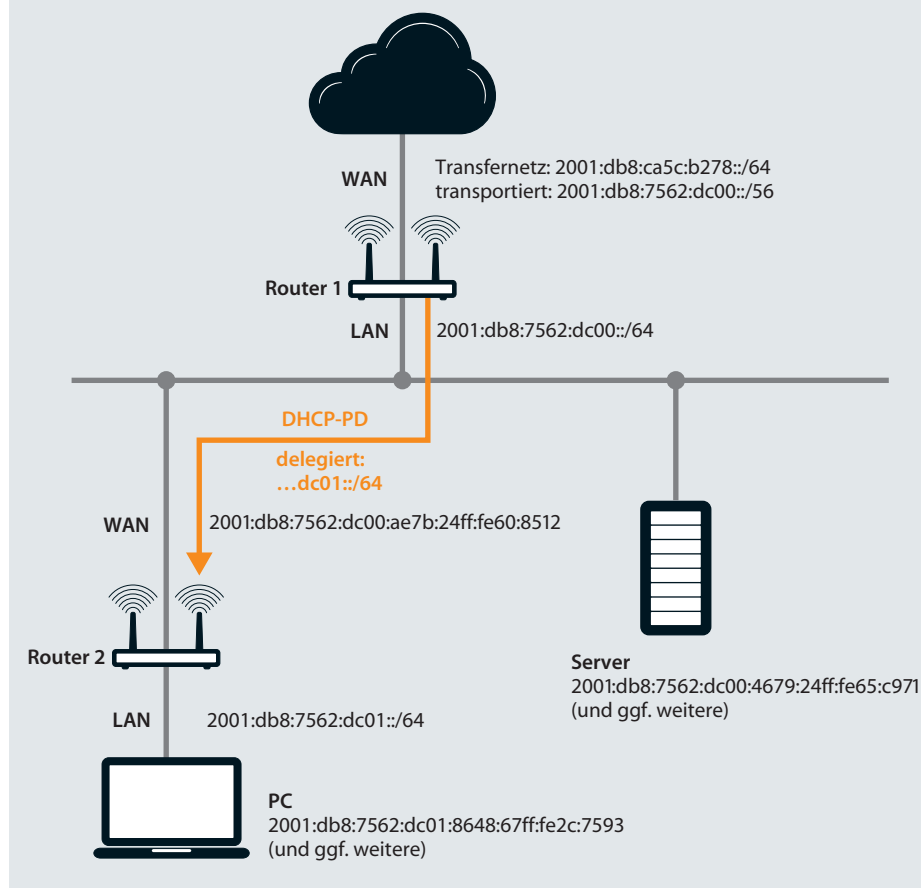 WAN
Transfernetz: 2001:db8:ca5c:b278::/64
transportiert: 2001:db8:7562:dc00::/56
Router 1
LAN
2001:db8:7562:dc00::/64
DHCP-PD
delegiert:
…dc01::/64
WAN
2001:db8:7562:dc00:ae7b:24ff:fe60:8512
Router 2
Server
2001:db8:7562:dc00:4679:24ff:fe65:c971
(und ggf. weitere)
LAN
2001:db8:7562:dc01::/64
PC
2001:db8:7562:dc01:8648:67ff:fe2c:7593
(und ggf. weitere)